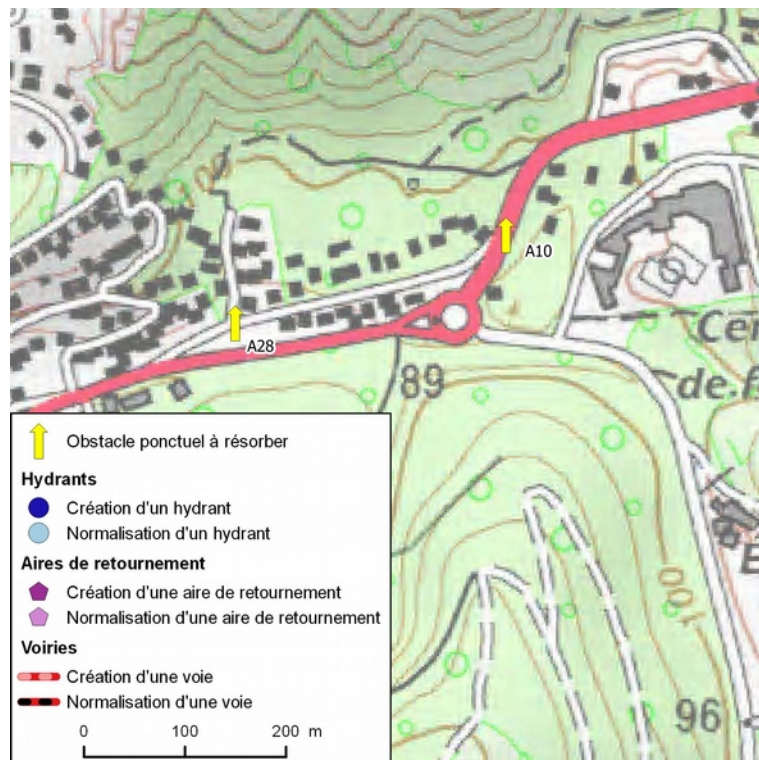 A10
A28
Cen
89
de.f
Obstacle ponctuel à résorber
Hydrants
Création d'un hydrant
Normalisation d'un hydrant
Aires de retournement
Création d'une aire de retournement
Normalisation d'une aire de retournement
Voiries
Création d'une voie
Normalisation d'une voie
0 100 200 m
100
96